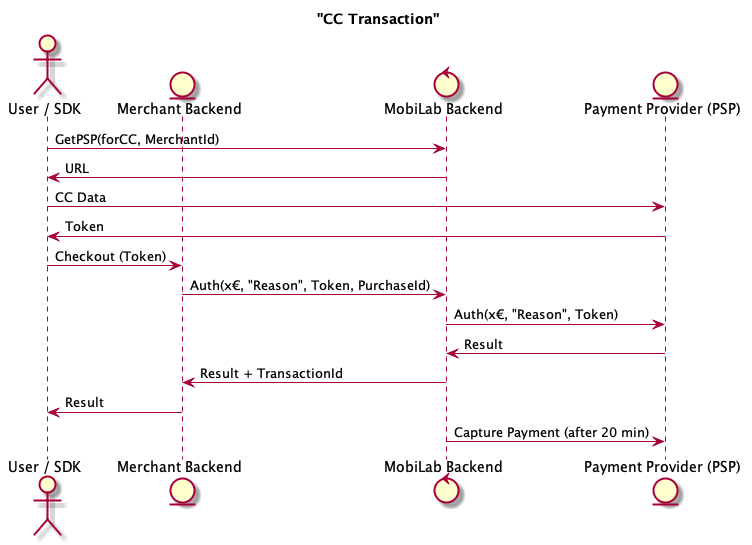 "CC Transaction"
User / SDK Merchant Backend MobiLab Backend Payment Provider (PSP)
GetPSP(forCC, MerchantId)
URL
CC Data
Token
Checkout (Token)
Auth(x€, "Reason", Token, PurchaseId)
Auth(x€, "Reason", Token)
Result
Result + TransactionId
Result
Capture Payment (after 20 min)
User / SDK Merchant Backend MobiLab Backend Payment Provider (PSP)